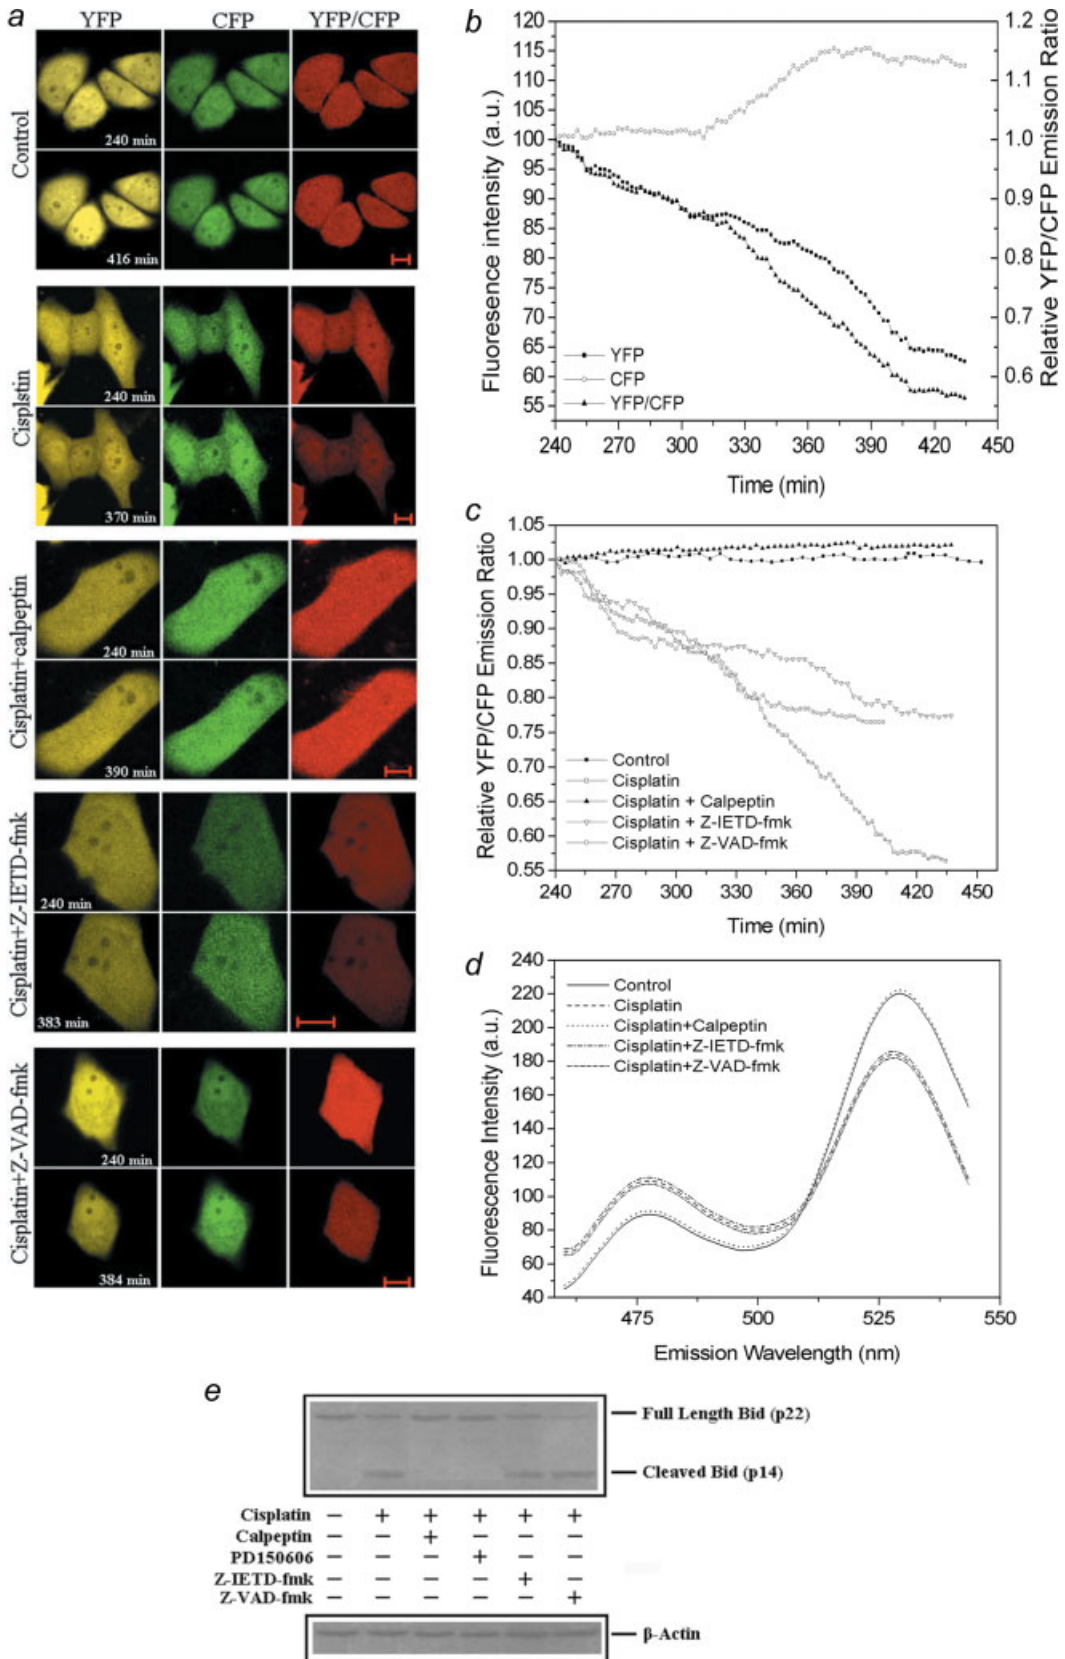 a
YFP CFP YFP/CFP
Control
240 min
416 min
Cisplstin
240 min
370 min
Cisplatin+calpeptin
240 min
390 min
Cisplatin+Z-IETD-fmk
240 min
383 min
Cisplatin+Z-VAD-fmk
240 min
384 min
b
Fluoresence intensity (a.u.)
120
115
110
105
100
95
90
85
80
75
70
65
60
55
1.2
1.1
1.0
0.9
0.8
0.7
0.6
Relative YFP/CFP Emission Ratio
YFP
CFP
YFP/CFP
240 270 300 330 360 390 420 450
Time (min)
c
Relative YFP/CFP Emission Ratio
1.05
1.00
0.95
0.90
0.85
0.80
0.75
0.70
0.65
0.60
0.55
Control
Cisplatin
Cisplatin + Calpeptin
Cisplatin + Z-IETD-fmk
Cisplatin + Z-VAD-fmk
240 270 300 330 360 390 420 450
Time (min)
d
Fluorescence Intensity (a.u.)
240
220
200
180
160
140
120
100
80
60
40
Control
Cisplatin
Cisplatin+Calpeptin
Cisplatin+Z-IETD-fmk
Cisplatin+Z-VAD-fmk
475 500 525 550
Emission Wavelength (nm)
e
Full Length Bid (p22)
Cleaved Bid (p14)
Cisplatin − + + + + +
Calpeptin − − + − − −
PD150606 − − − + − −
Z-IETD-fmk − − − − + −
Z-VAD-fmk − − − − − +
β-Actin